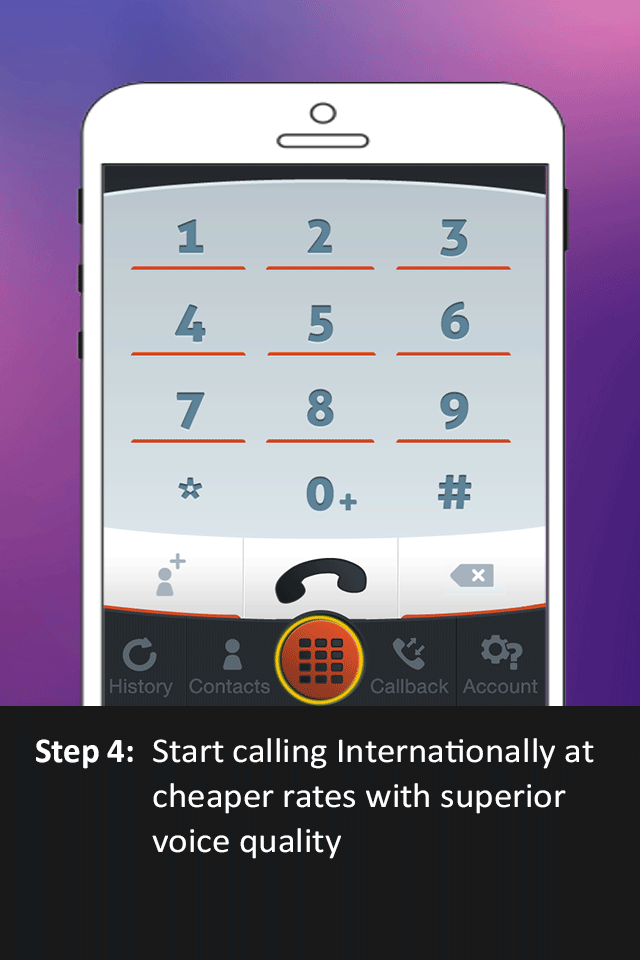 1 2 3
4 5 6
7 8 9
* 0+ #
History Contacts Callback Account
Step 4: Start calling Internationally at
cheaper rates with superior
voice quality